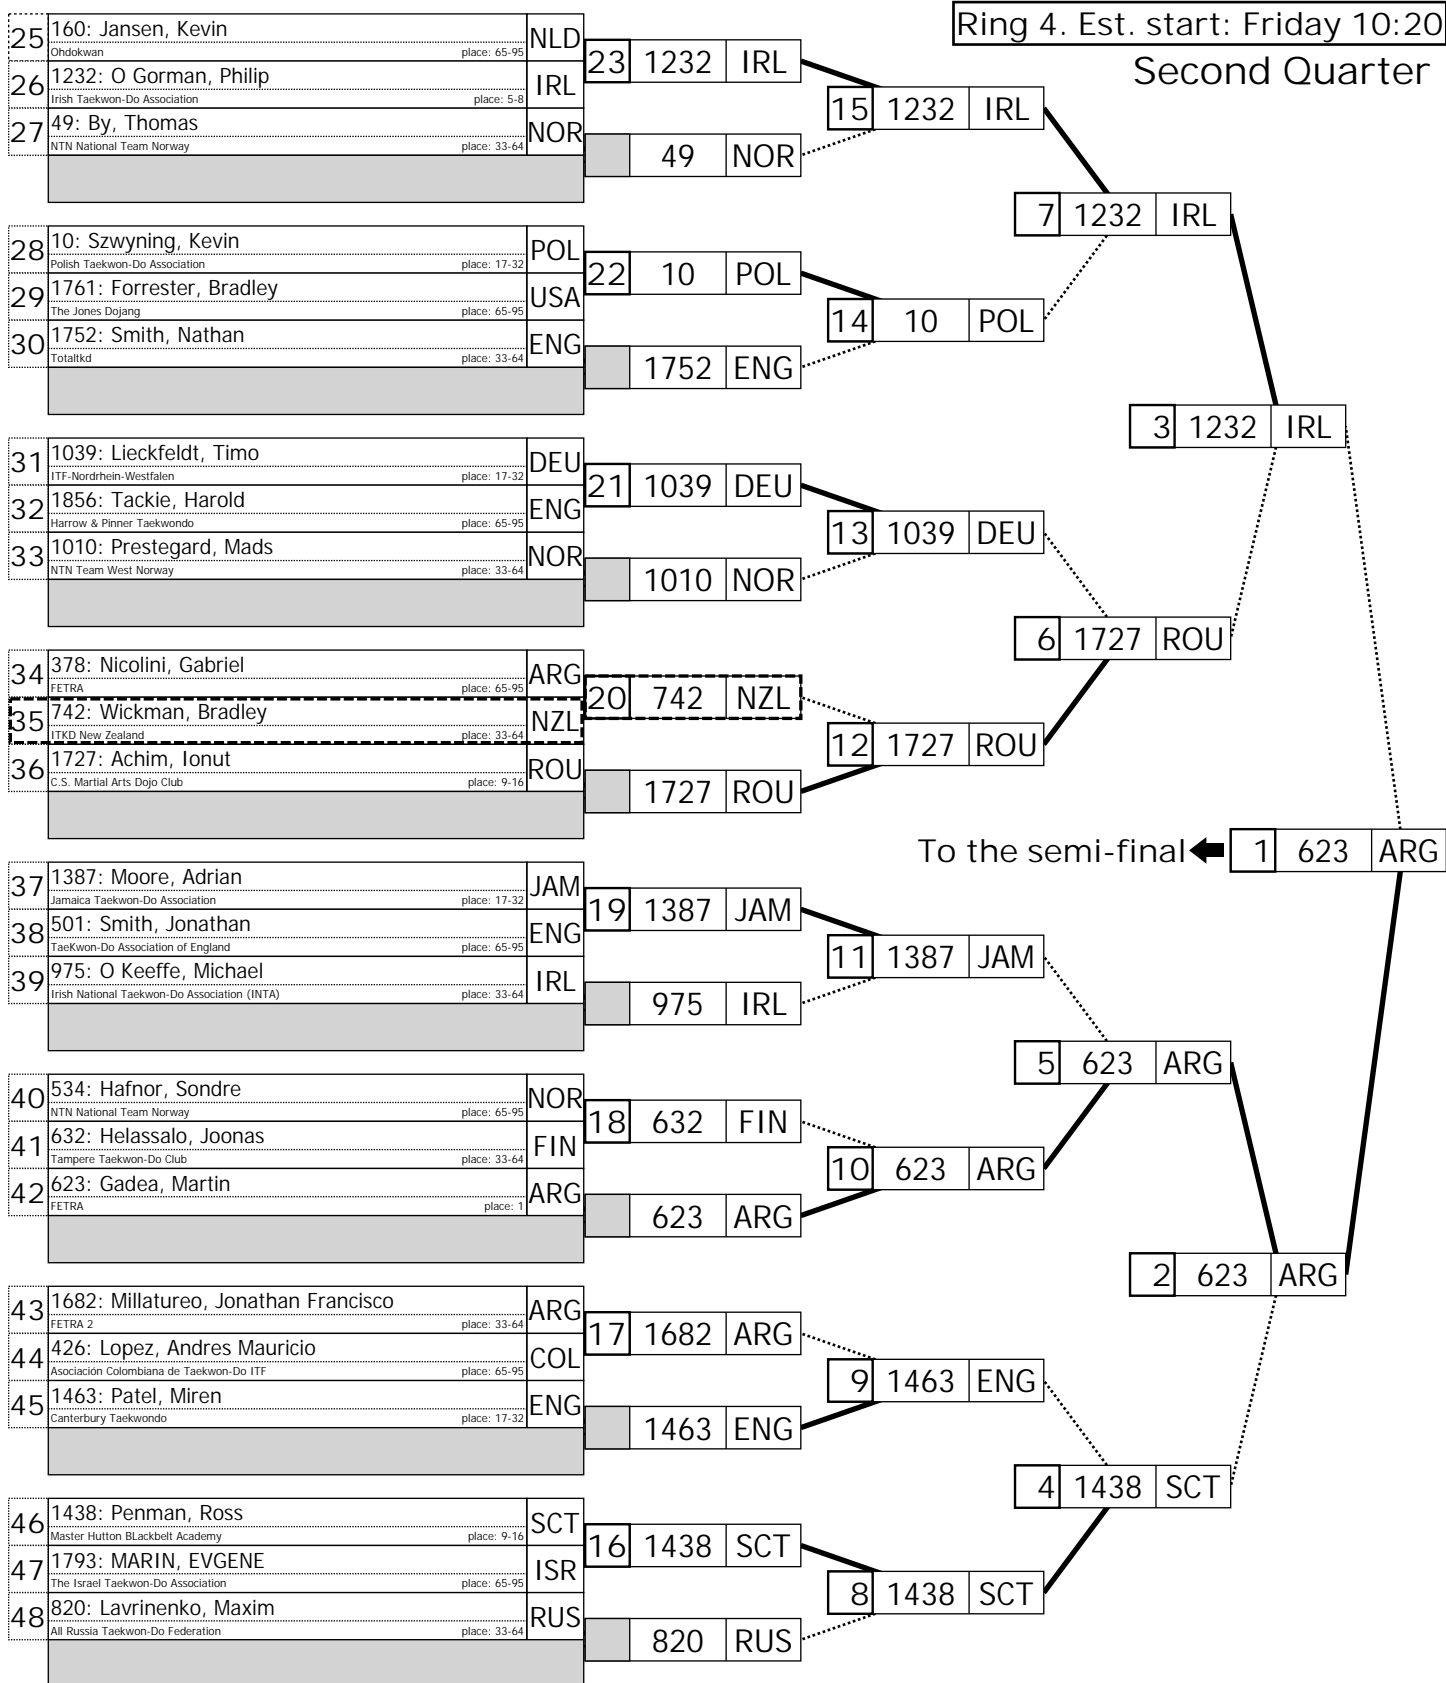 Ring 4. Est. start: Friday 10:20
Second Quarter
25 160: Jansen, Kevin NLD
Ohdokwan place: 65-95
26 1232: O Gorman, Philip IRL
Irish Taekwon-Do Association place: 5-8
27 49: By, Thomas NOR
NTN National Team Norway place: 33-64
23 1232 IRL
49 NOR
15 1232 IRL
28 10: Szwyning, Kevin POL
Polish Taekwon-Do Association place: 17-32
29 1761: Forrester, Bradley USA
The Jones Dojang place: 65-95
30 1752: Smith, Nathan ENG
Totaltkd place: 33-64
22 10 POL
1752 ENG
14 10 POL
7 1232 IRL
31 1039: Lieckfeldt, Timo DEU
ITF-Nordrhein-Westfalen place: 17-32
32 1856: Tackie, Harold ENG
Harrow & Pinner Taekwondo place: 65-95
33 1010: Prestegard, Mads NOR
NTN Team West Norway place: 33-64
21 1039 DEU
1010 NOR
13 1039 DEU
34 378: Nicolini, Gabriel ARG
FETRA place: 65-95
35 742: Wickman, Bradley NZL
ITKD New Zealand place: 33-64
36 1727: Achim, Ionut ROU
C.S. Martial Arts Dojo Club place: 9-16
20 742 NZL
1727 ROU
12 1727 ROU
6 1727 ROU
3 1232 IRL
To the semi-final 1 623 ARG
37 1387: Moore, Adrian JAM
Jamaica Taekwon-Do Association place: 17-32
38 501: Smith, Jonathan ENG
TaeKwon-Do Association of England place: 65-95
39 975: O Keeffe, Michael IRL
Irish National Taekwon-Do Association (INTA) place: 33-64
19 1387 JAM
975 IRL
11 1387 JAM
40 534: Hafnor, Sondre NOR
NTN National Team Norway place: 65-95
41 632: Helassalo, Joonas FIN
Tampere Taekwon-Do Club place: 33-64
42 623: Gadea, Martin ARG
FETRA place: 1
18 632 FIN
623 ARG
10 623 ARG
5 623 ARG
43 1682: Millatureo, Jonathan Francisco ARG
FETRA 2 place: 33-64
44 426: Lopez, Andres Mauricio COL
Asociación Colombiana de Taekwon-Do ITF place: 65-95
45 1463: Patel, Miren ENG
Canterbury Taekwondo place: 17-32
17 1682 ARG
1463 ENG
9 1463 ENG
46 1438: Penman, Ross SCT
Master Hutton BLackbelt Academy place: 9-16
47 1793: MARIN, EVGENE ISR
The Israel Taekwon-Do Association place: 65-95
48 820: Lavrinenko, Maxim RUS
All Russia Taekwon-Do Federation place: 33-64
16 1438 SCT
820 RUS
8 1438 SCT
4 1438 SCT
2 623 ARG